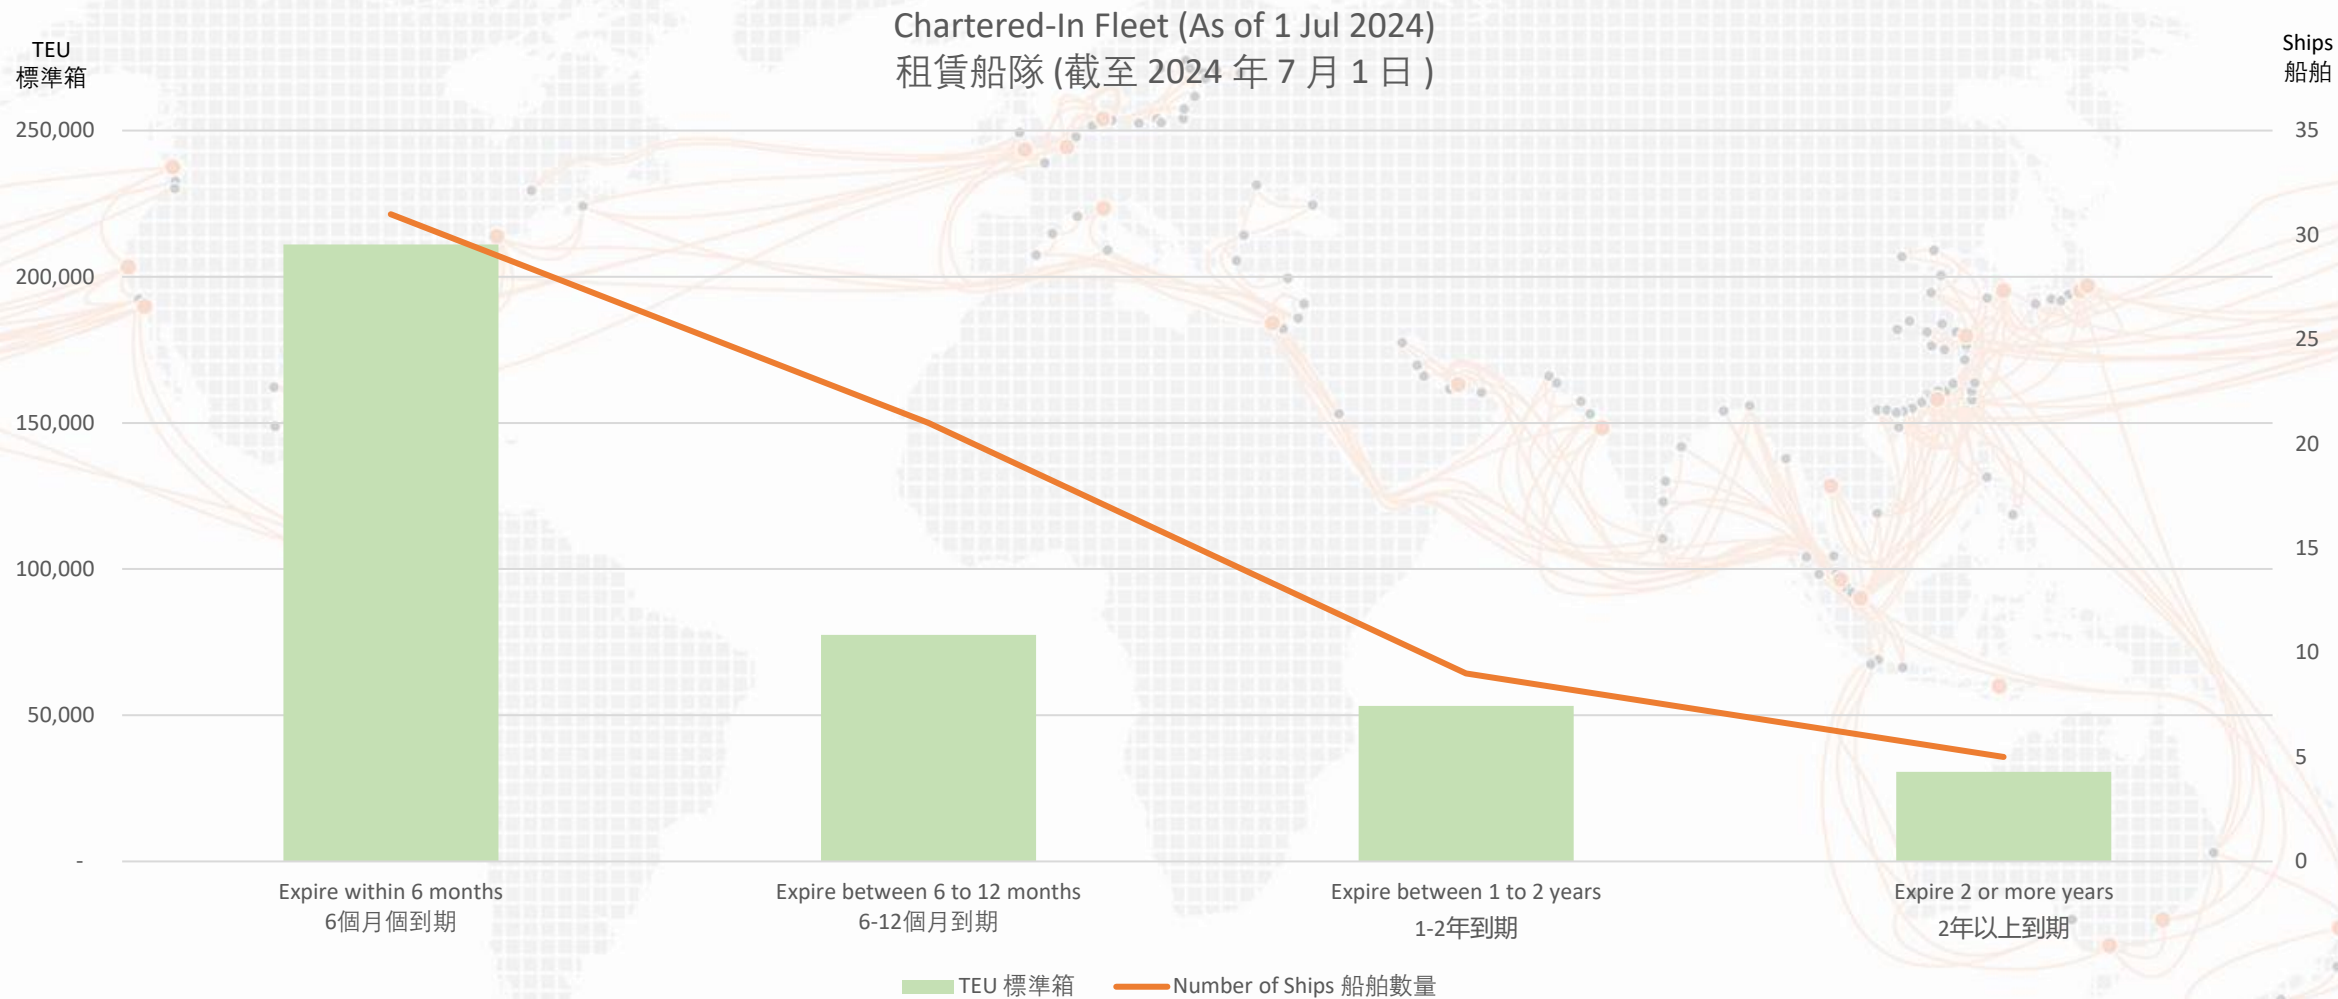 Chartered-In Fleet (As of 1 Jul 2024)
租賃船隊 (截至 2024 年 7 月 1 日 )
TEU
標準箱
Ships
船舶
250,000
200,000
150,000
100,000
50,000
-
35
30
25
20
15
10
5
0
Expire within 6 months
6個月個到期
Expire between 6 to 12 months
6-12個月到期
Expire between 1 to 2 years
1-2年到期
Expire 2 or more years
2年以上到期
TEU 標準箱
Number of Ships 船舶數量